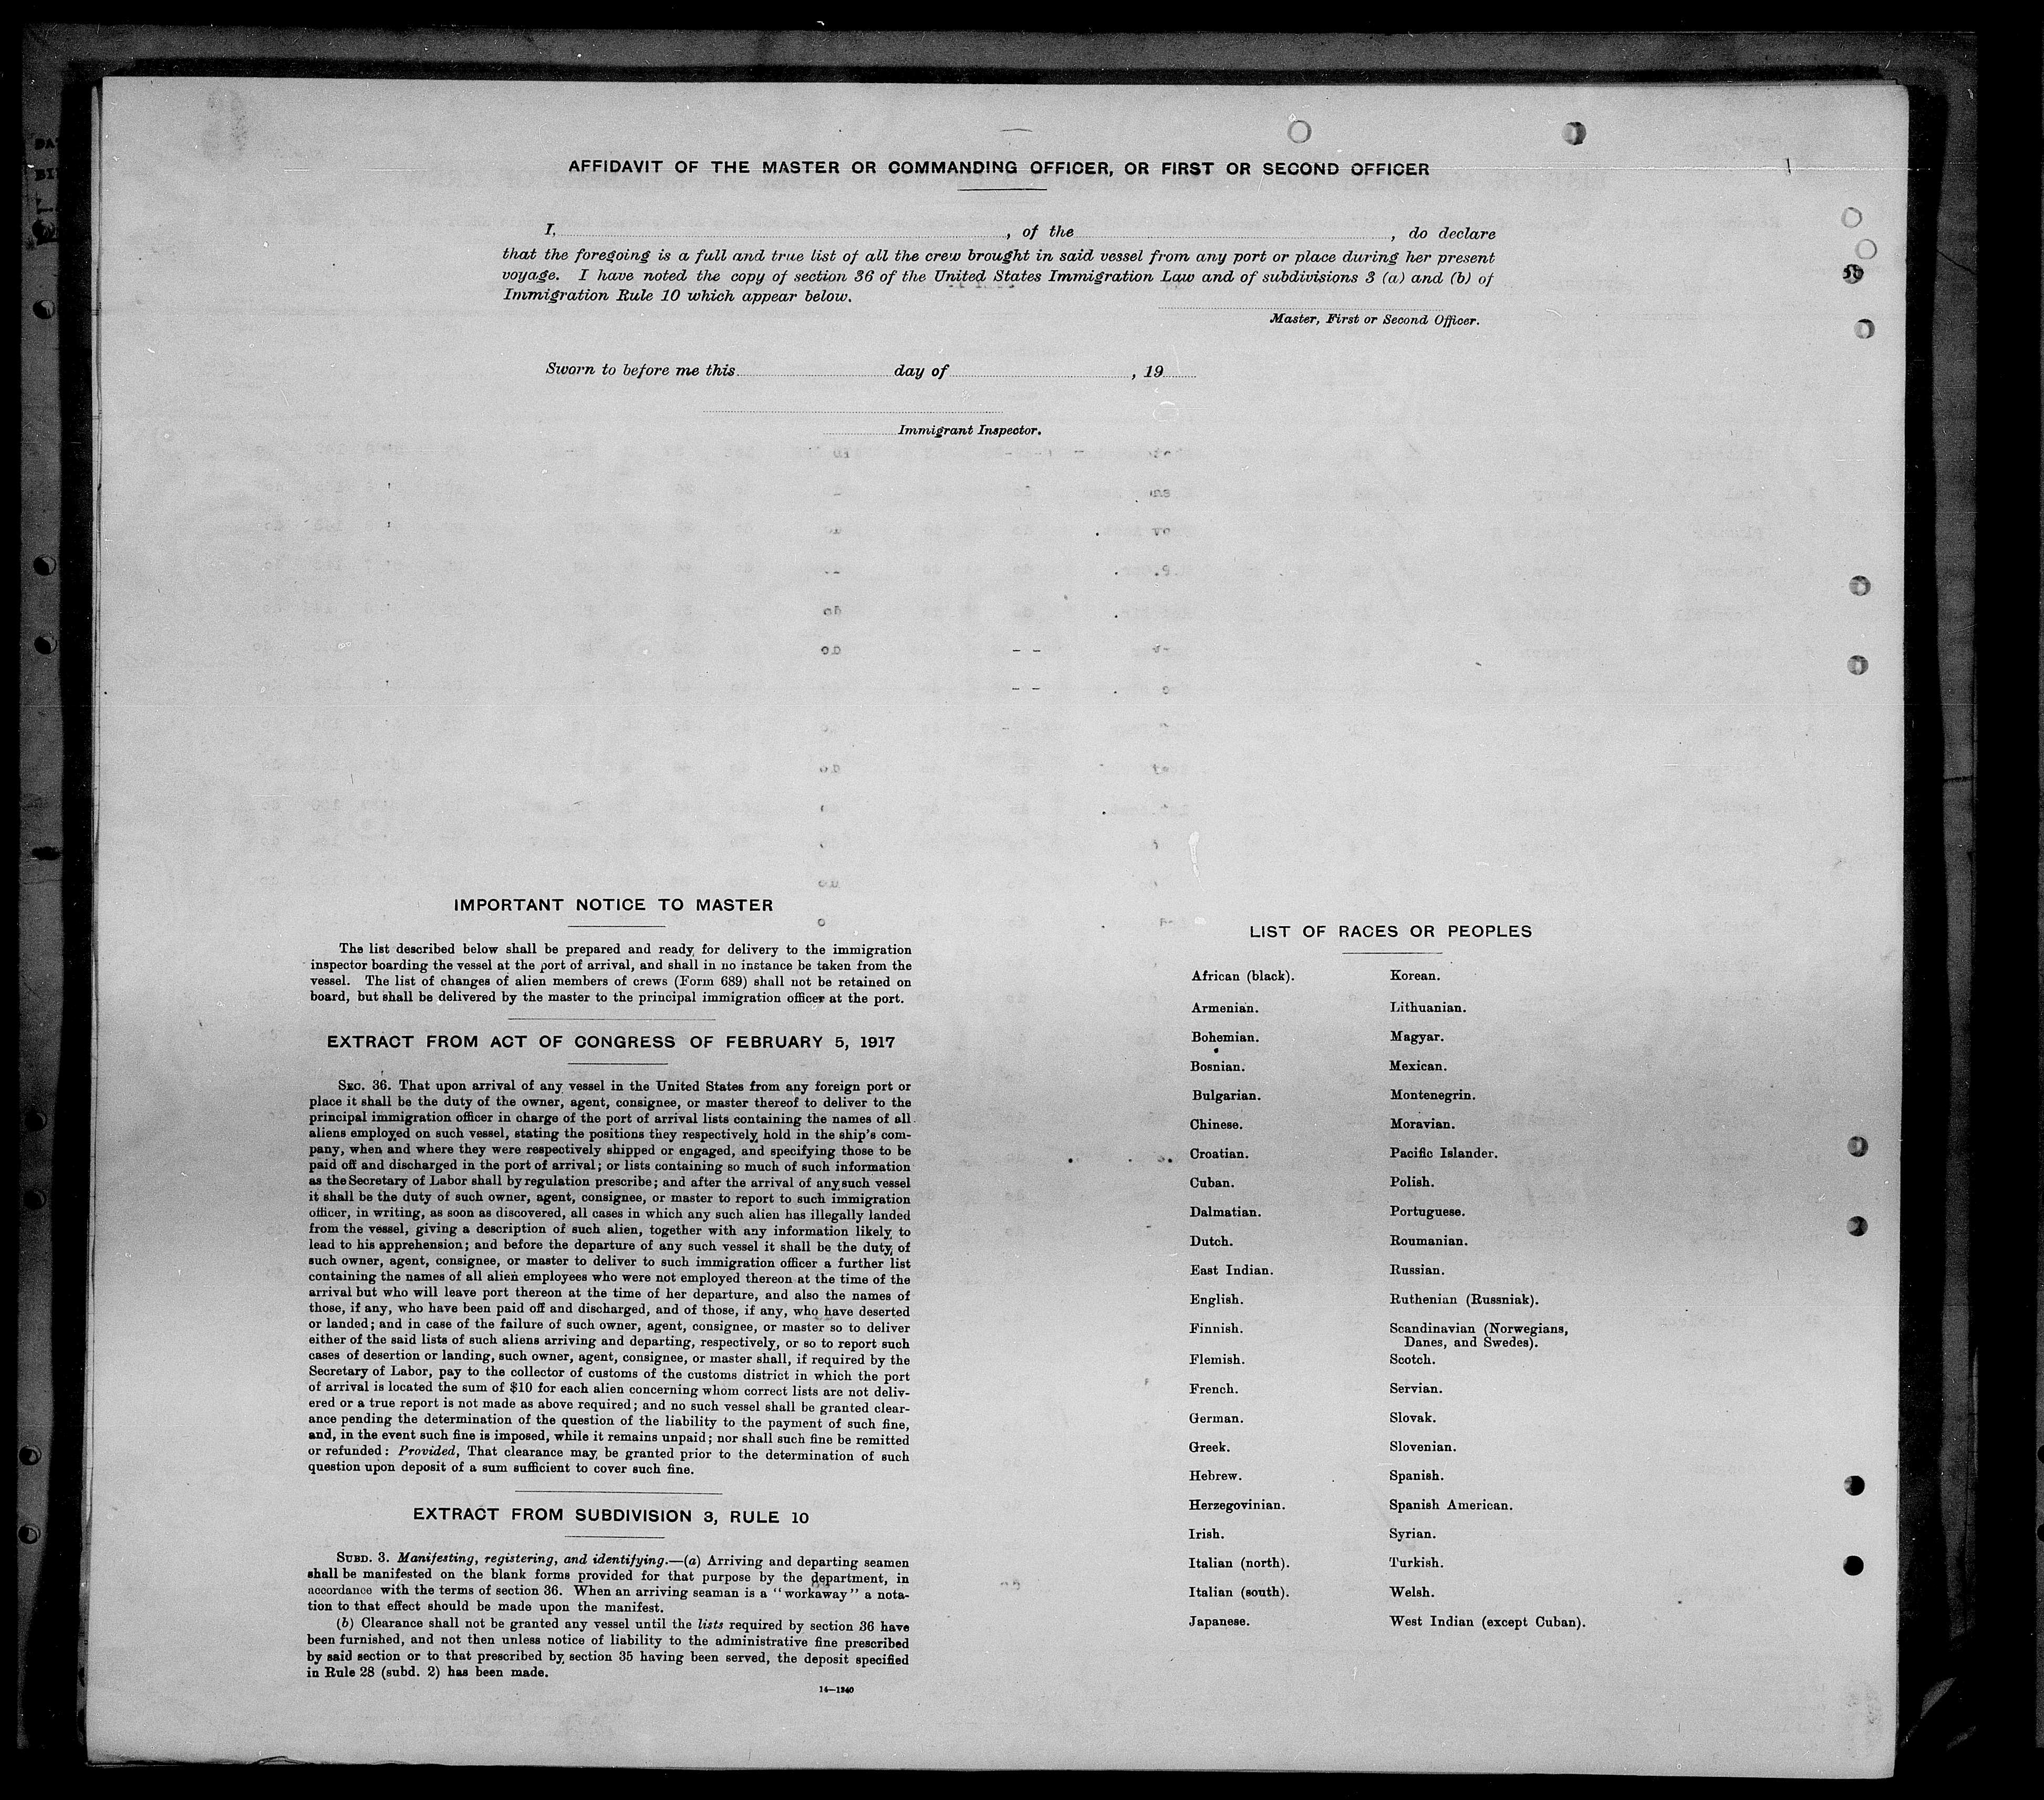 AFFIDAVIT OF THE MASTER OR COMMANDING OFFICER, OR FIRST OR SECOND OFFICER
I, , of the , do declare
that the foregoing is a full and true list of all the crew brought in said vessel from any port or place during her present
voyage. I have noted the copy of section 36 of the United States Immigration Law and of subdivisions 3 (a) and (b) of
Immigration Rule 10 which appear below.
Master, First or Second Officer.
Sworn to before me this day of , 19
Immigrant Inspector.
IMPORTANT NOTICE TO MASTER
The list described below shall be prepared and ready for delivery to the immigration
inspector boarding the vessel at the port of arrival, and shall in no instance be taken from the
vessel. The list of changes of alien members of crews (Form 689) shall not be retained on
board, but shall be delivered by the master to the principal immigration officer at the port.
EXTRACT FROM ACT OF CONGRESS OF FEBRUARY 5, 1917
SEC. 36. That upon arrival of any vessel in the United States from any foreign port or
place it shall be the duty of the owner, agent, consignee, or master thereof to deliver to the
principal immigration officer in charge of the port of arrival lists containing the names of all
aliens employed on such vessel, stating the positions they respectively hold in the ship's com-
pany, when and where they were respectively shipped or engaged, and specifying those to be
paid off and discharged in the port of arrival; or lists containing so much of such information
as the Secretary of Labor shall by regulation prescribe; and after the arrival of any such vessel
it shall be the duty of such owner, agent, consignee, or master to report to such immigration
officer, in writing, as soon as discovered, all cases in which any such alien has illegally landed
from the vessel, giving a description of such alien, together with any information likely to
lead to his apprehension; and before the departure of any such vessel it shall be the duty of
such owner, agent, consignee, or master to deliver to such immigration officer a further list
containing the names of all alien employees who were not employed thereon at the time of the
arrival but who will leave port thereon at the time of her departure, and also the names of
those, if any, who have been paid off and discharged, and of those, if any, who have deserted
or landed; and in case of the failure of such owner, agent, consignee, or master so to deliver
either of the said lists of such aliens arriving and departing, respectively, or so to report such
cases of desertion or landing, such owner, agent, consignee, or master shall, if required by the
Secretary of Labor, pay to the collector of customs of the customs district in which the port
of arrival is located the sum of $10 for each alien concerning whom correct lists are not deliv-
ered or a true report is not made as above required; and no such vessel shall be granted clear-
ance pending the determination of the question of the liability to the payment of such fine,
and, in the event such fine is imposed, while it remains unpaid; nor shall such fine be remitted
or refunded: Provided, That clearance may be granted prior to the determination of such
question upon deposit of a sum sufficient to cover such fine.
EXTRACT FROM SUBDIVISION 3, RULE 10
SUBD. 3. Manifesting, registering, and identifying.—(a) Arriving and departing seamen
shall be manifested on the blank forms provided for that purpose by the department, in
accordance with the terms of section 36. When an arriving seaman is a "workaway" a nota-
tion to that effect should be made upon the manifest.
(b) Clearance shall not be granted any vessel until the lists required by section 36 have
been furnished, and not then unless notice of liability to the administrative fine prescribed
by said section or to that prescribed by section 35 having been served, the deposit specified
in Rule 28 (subd. 2) has been made.
14—1240
LIST OF RACES OR PEOPLES
African (black).
Armenian.
Bohemian.
Bosnian.
Bulgarian.
Chinese.
Croatian.
Cuban.
Dalmatian.
Dutch.
East Indian.
English.
Finnish.
Flemish.
French.
German.
Greek.
Hebrew.
Herzegovinian.
Irish.
Italian (north).
Italian (south).
Japanese.
Korean.
Lithuanian.
Magyar.
Mexican.
Montenegrin.
Moravian.
Pacific Islander.
Polish.
Portuguese.
Roumanian.
Russian.
Ruthenian (Russniak).
Scandinavian (Norwegians,
Danes, and Swedes).
Scotch.
Servian.
Slovak.
Slovenian.
Spanish.
Spanish American.
Syrian.
Turkish.
Welsh.
West Indian (except Cuban).